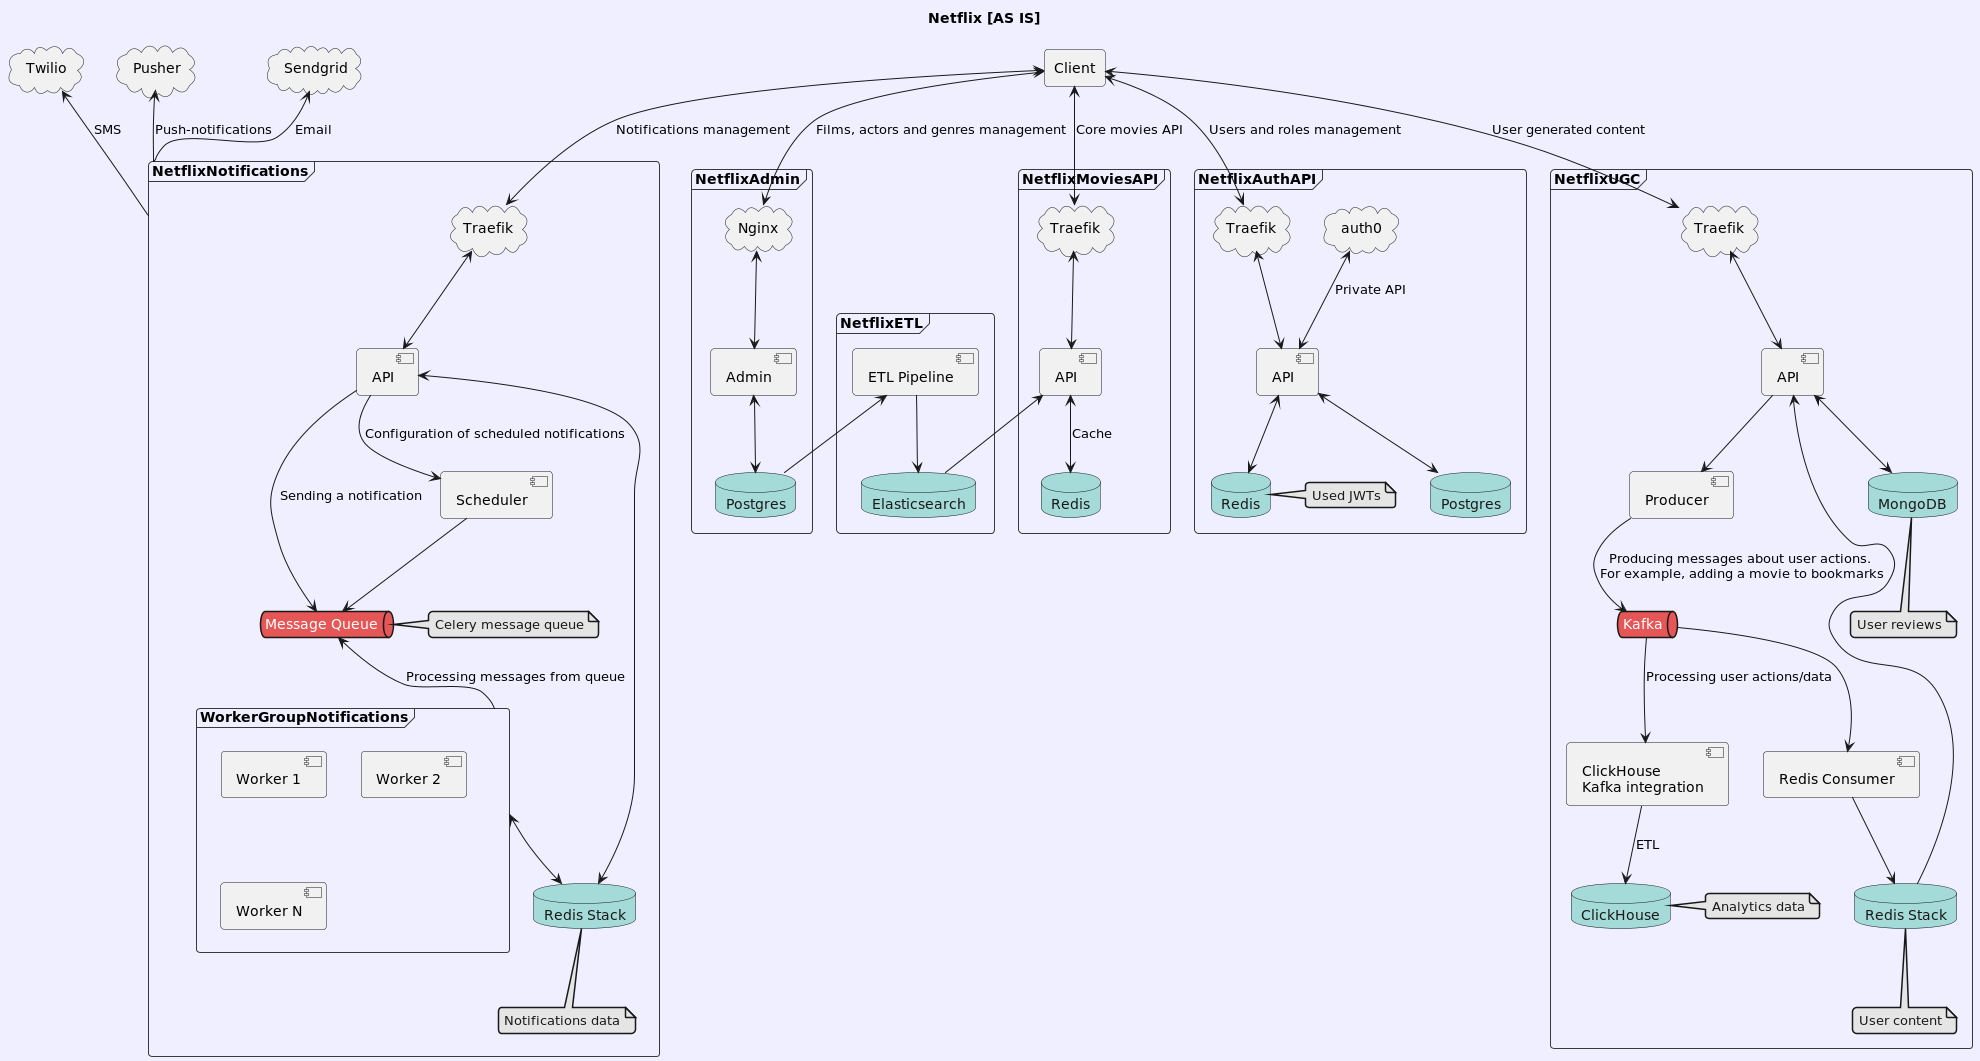 Netflix [AS IS]
Twilio
Pusher
Sendgrid
Client
SMS
Push-notifications
Email
Notifications management
Films, actors and genres management
Core movies API
Users and roles management
User generated content
NetflixNotifications
Traefik
API
Configuration of scheduled notifications
Sending a notification
Scheduler
Message Queue
Celery message queue
Processing messages from queue
WorkerGroupNotifications
Worker 1
Worker 2
Worker N
Redis Stack
Notifications data
NetflixAdmin
Nginx
Admin
Postgres
NetflixETL
ETL Pipeline
Elasticsearch
NetflixMoviesAPI
Traefik
API
Cache
Redis
NetflixAuthAPI
Traefik
auth0
Private API
API
Redis
Used JWTs
Postgres
NetflixUGC
Traefik
API
Producer
MongoDB
Producing messages about user actions.
For example, adding a movie to bookmarks
Kafka
User reviews
Processing user actions/data
ClickHouse
Kafka integration
Redis Consumer
ETL
ClickHouse
Analytics data
Redis Stack
User content